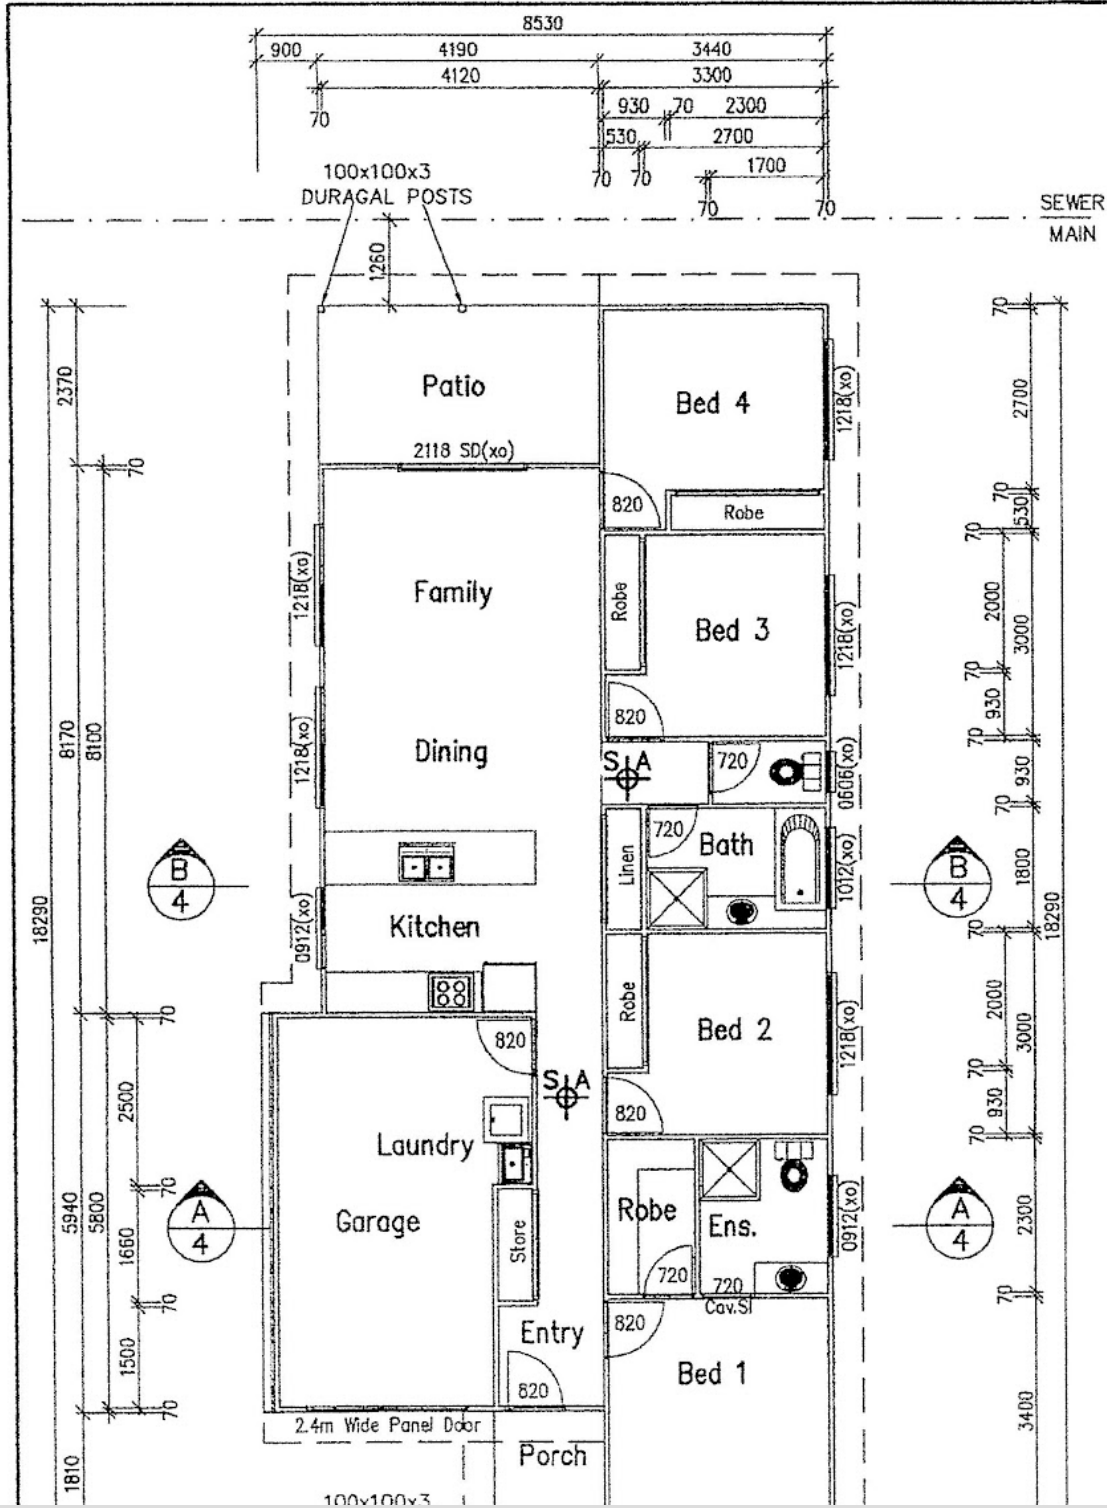 8530
900 4190 3440
4120 3300
930 70 2300
70
530 2700
1700
70 70
70 70
100x100x3
DURAGAL POSTS
SEWER
MAIN
1260
70
2370
2700
Patio
Bed 4
1218(xo)
2118 SD(xo)
70
820
Robe
70
530
70
1218(xo)
Family
Robe
Bed 3
1218(xo)
2000
3000
70
930
820
70
8170
8100
1218(xo)
Dining
S A
720
0606(xo)
930
70
720
Bath
Linen
1012(xo)
1800
B
4
B
4
18290
18290
0912(xo)
Kitchen
70
Robe
Bed 2
1218(xo)
2000
3000
70
70
930
820
820
S A
70
2500
Laundry
70
Robe
Ens.
0912(xo)
2300
A
4
A
4
5940
5800
1660
Garage
Store
720
720
Cav.Sl
70
70
820
Entry
Bed 1
1500
820
70
3400
2.4m Wide Panel Door
Porch
1810
100x100x3